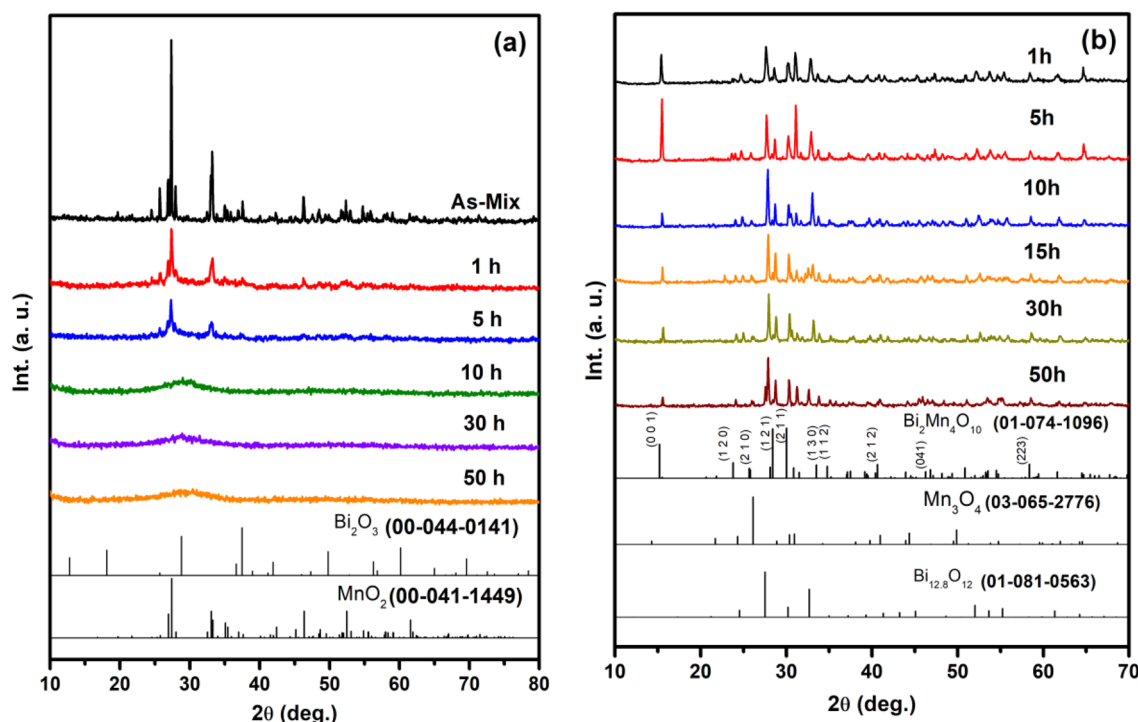 (a)
As-Mix
1 h
5 h
10 h
30 h
50 h
Bi₂O₃ (00-044-0141)
MnO₂ (00-041-1449)
Int. (a. u.)
10 20 30 40 50 60 70 80
2θ (deg.)
(b)
1h
5h
10h
15h
30h
50h
(0 0 1)
(1 2 0)
(2 1 0)
(1 2 1)
(2 1 1)
(1 3 0)
(1 1 2)
(2 1 2)
(041)
(223)
Bi₂Mn₄O₁₀ (01-074-1096)
Mn₃O₄ (03-065-2776)
Bi₁₂.₈O₁₂ (01-081-0563)
Int. (a. u.)
10 20 30 40 50 60 70
2θ (deg.)